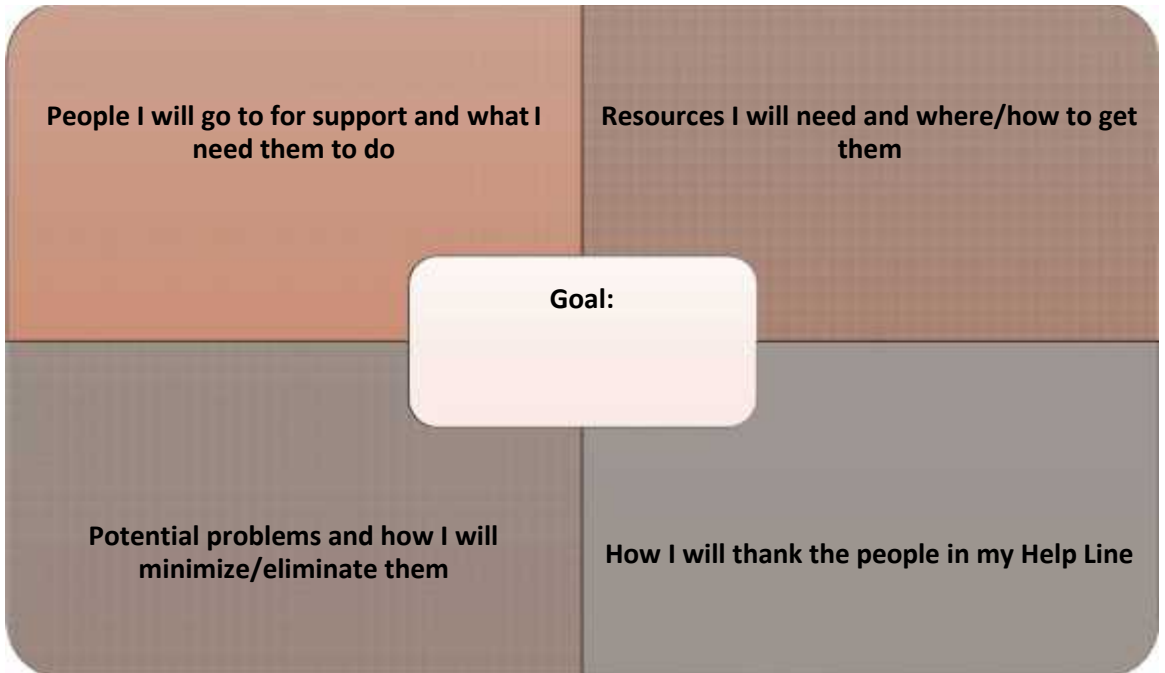 People I will go to for support and what I
need them to do
Resources I will need and where/how to get
them
Goal:
Potential problems and how I will
minimize/eliminate them
How I will thank the people in my Help Line